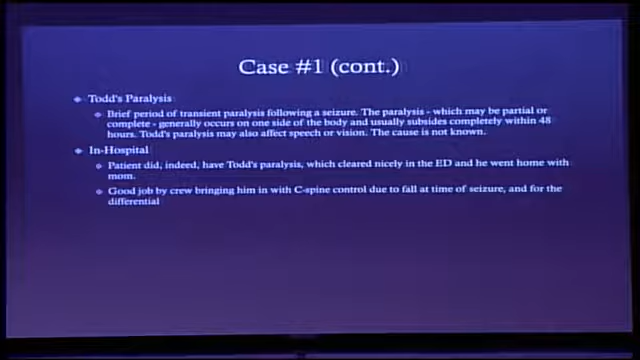 Case #1 (cont.)
Todd's Paralysis
Brief period of transient paralysis following a seizure. The paralysis - which may be partial or
complete - generally occurs on one side of the body and usually subsides completely within 48
hours. Todd's paralysis may also affect speech or vision. The cause is not known.
In-Hospital
Patient did, indeed, have Todd's paralysis, which cleared nicely in the ED and he went home with
mom.
Good job by crew bringing him in with C-spine control due to fall at time of seizure, and for the
differential